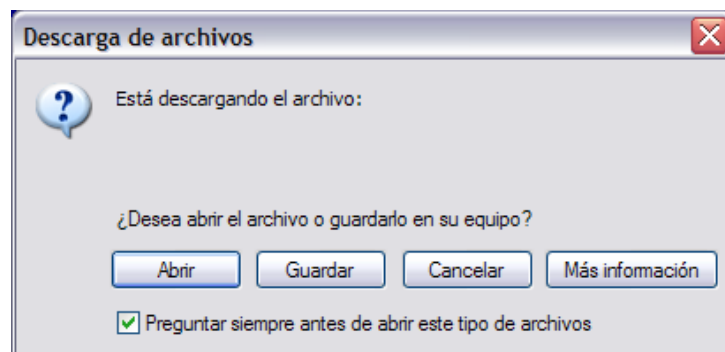 Descarga de archivos
Está descargando el archivo:
¿Desea abrir el archivo o guardarlo en su equipo?
Abrir Guardar Cancelar Más información
Preguntar siempre antes de abrir este tipo de archivos